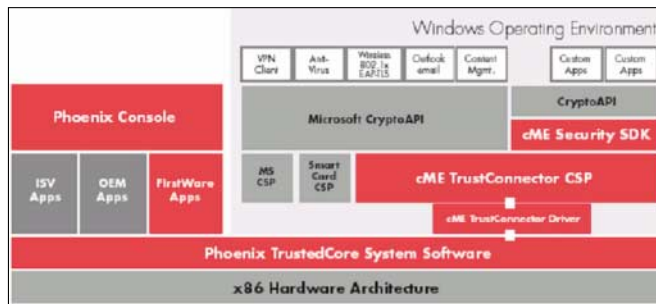 Windows Operating Environment
VPN
Client
Anti-
Virus
Wireless
802.1x
EAP-TLS
Outlook
email
Content
Mgmt.
Custom
Apps
Custom
Apps
Phoenix Console
Microsoft CryptoAPI
CryptoAPI
cME Security SDK
ISV
Apps
OEM
Apps
FirstWare
Apps
MS
CSP
Smart
Card
CSP
cME TrustConnector CSP
cME TrustConnector Driver
Phoenix TrustedCore System Software
x86 Hardware Architecture